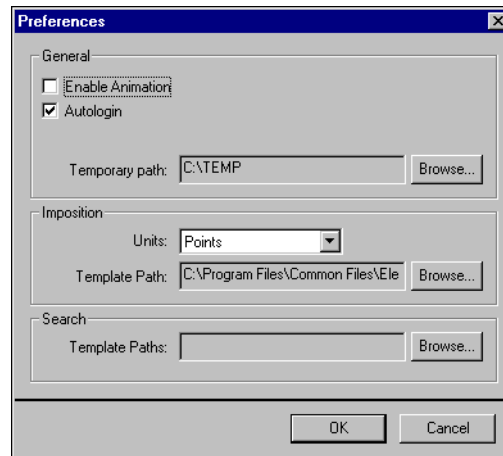 Preferences
General
Enable Animation
Autologin
Temporary path: C:\TEMP Browse...
Imposition
Units: Points
Template Path: C:\Program Files\Common Files\Ele Browse...
Search
Template Paths: Browse...
OK Cancel